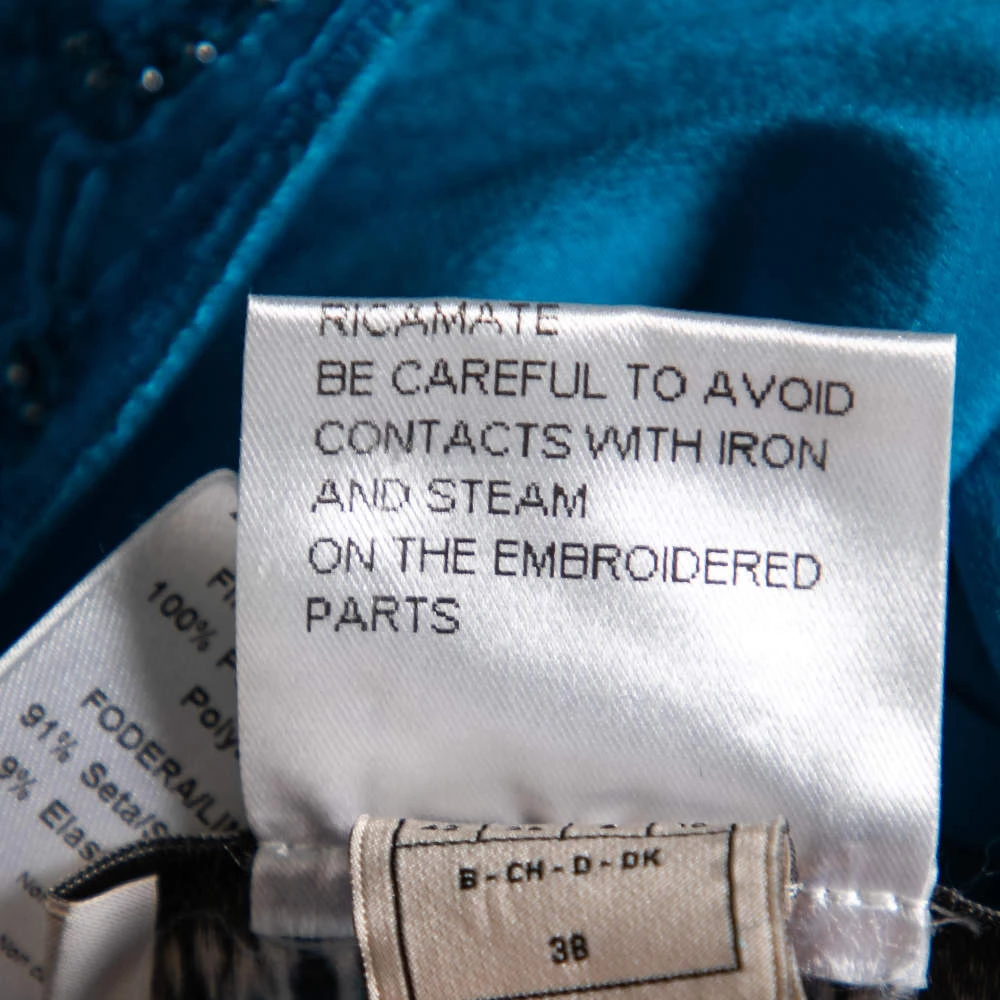 RICAMATE
BE CAREFUL TO AVOID
CONTACTS WITH IRON
AND STEAM
ON THE EMBROIDERED
PARTS
100%
Poly
FODERA/LI
91% Seta/S
9% Elas
B - CH - D - DK
38